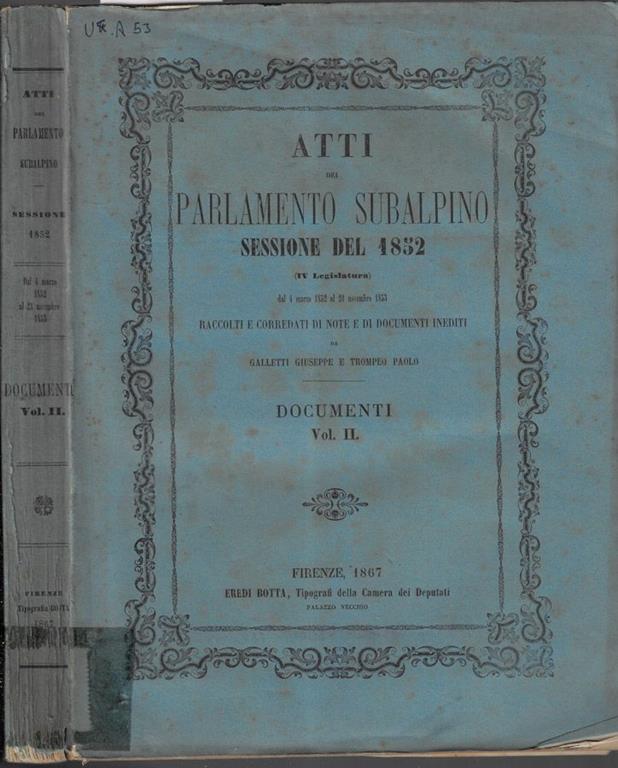 U
A 53
ATTI
DEL
PARLAMENTO
SUBALPINO
SESSIONE
1852
Dal 4 marzo
1852
al 21 novembre
1853
DOCUMENTI
Vol. II.
FIRENZE
Tipografia BOTTA
1867
ATTI
DEL
PARLAMENTO SUBALPINO
SESSIONE DEL 1852
(IV Legislatura)
dal 4 marzo 1852 al 21 novembre 1853
RACCOLTI E CORREDATI DI NOTE E DI DOCUMENTI INEDITI
DA
GALLETTI GIUSEPPE E TROMPEO PAOLO
DOCUMENTI
Vol. II.
FIRENZE, 1867
EREDI BOTTA, Tipografi della Camera dei Deputati
PALAZZO VECCHIO